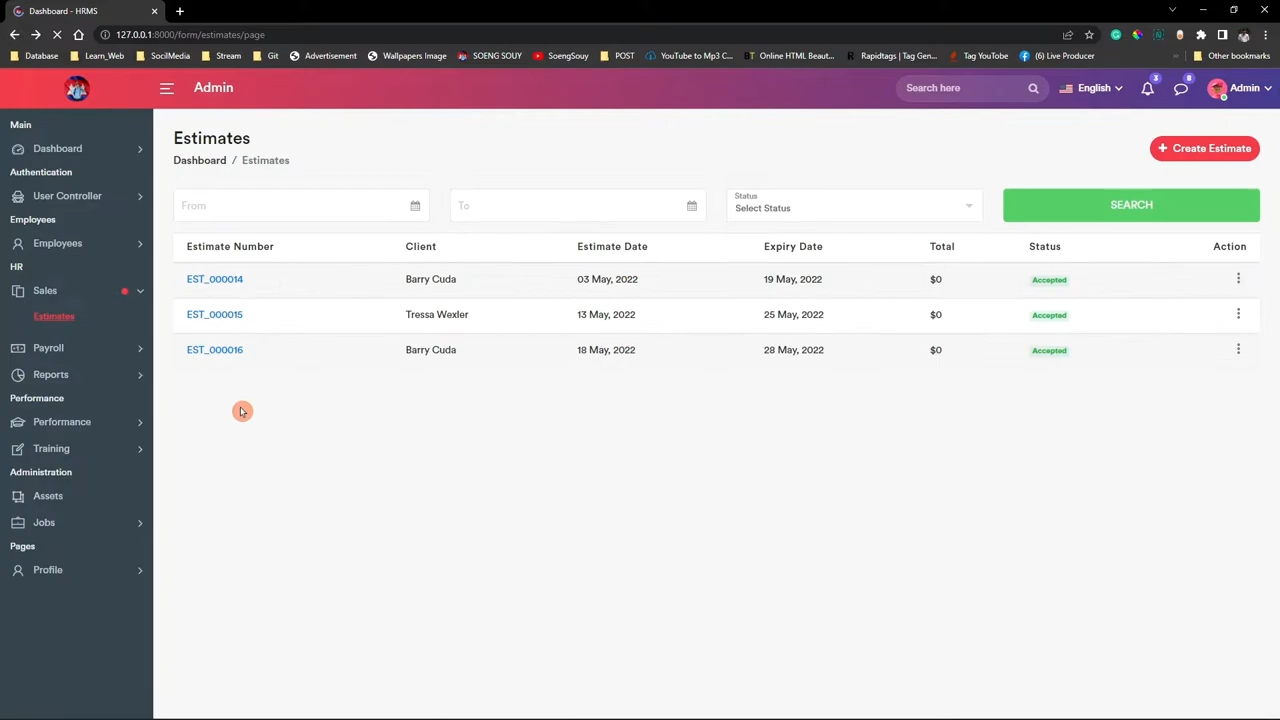 Dashboard - HRMS
127.0.0.1:8000/form/estimates/page
Database Learn_Web SocilMedia Stream Git Advertisement Wallpapers Image SOENG SOUY SoengSouy POST YouTube to Mp3 C... Online HTML Beaut... Rapidtags | Tag Gen... Tag YouTube (6) Live Producer Other bookmarks
Admin
Search here
English
3
8
Admin
Main
Dashboard
Authentication
User Controller
Employees
Employees
HR
Sales
Estimates
Payroll
Reports
Performance
Performance
Training
Administration
Assets
Jobs
Pages
Profile
Estimates
Dashboard / Estimates
+ Create Estimate
From
To
Status
Select Status
SEARCH
Estimate Number Client Estimate Date Expiry Date Total Status Action
EST_000014 Barry Cuda 03 May, 2022 19 May, 2022 $0 Accepted
EST_000015 Tressa Wexler 13 May, 2022 25 May, 2022 $0 Accepted
EST_000016 Barry Cuda 18 May, 2022 28 May, 2022 $0 Accepted